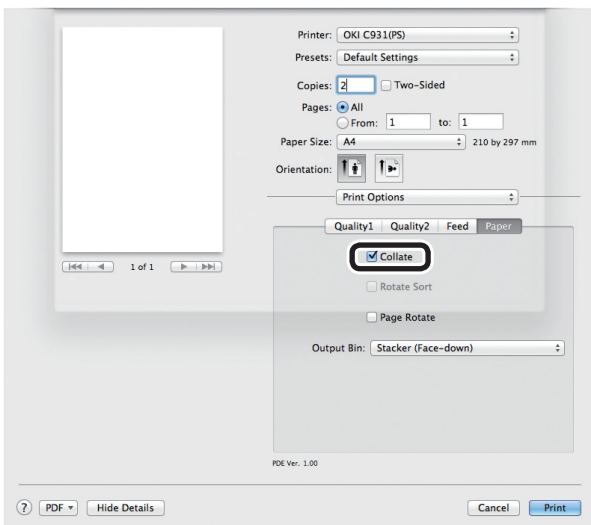 Printer: OKI C931(PS)
Presets: Default Settings
Copies: 2 Two-Sided
Pages: All
From: 1 to: 1
Paper Size: A4 210 by 297 mm
Orientation:
Print Options
Quality1 Quality2 Feed Paper
Collate
1 of 1
Rotate Sort
Page Rotate
Output Bin: Stacker (Face-down)
PDE Ver. 1.00
? PDF Hide Details Cancel Print